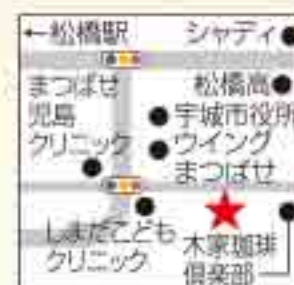 ←松橋駅
シャディ
まつばせ
児島
クリニック
松橋高
宇城市役所
ウイング
まつばせ
しまだこども
クリニック
木家珈琲
倶楽部